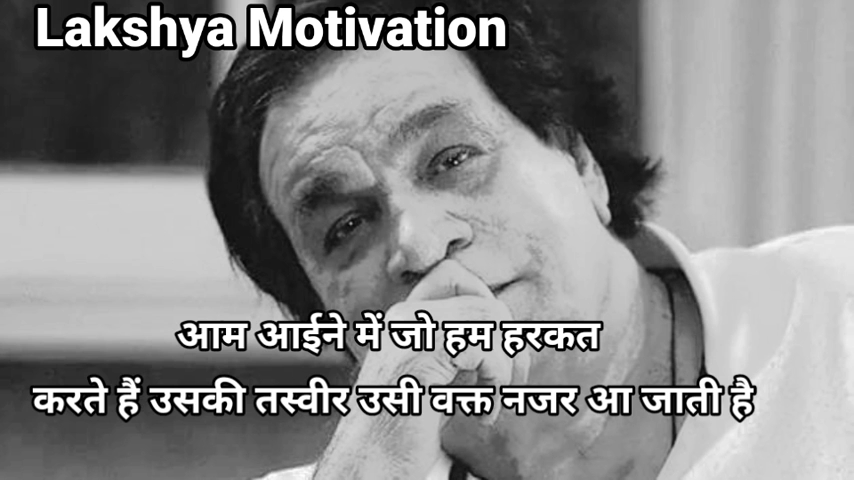 Lakshya Motivation
आम आईने में जो हम हरकत
करते हैं उसकी तस्वीर उसी वक्त नजर आ जाती है